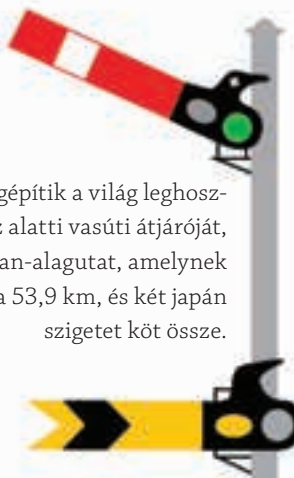 gépítik a világ leghosz-
z alatti vasúti átjáróját,
an-alagutat, amelynek
a 53,9 km, és két japán
szigetet köt össze.